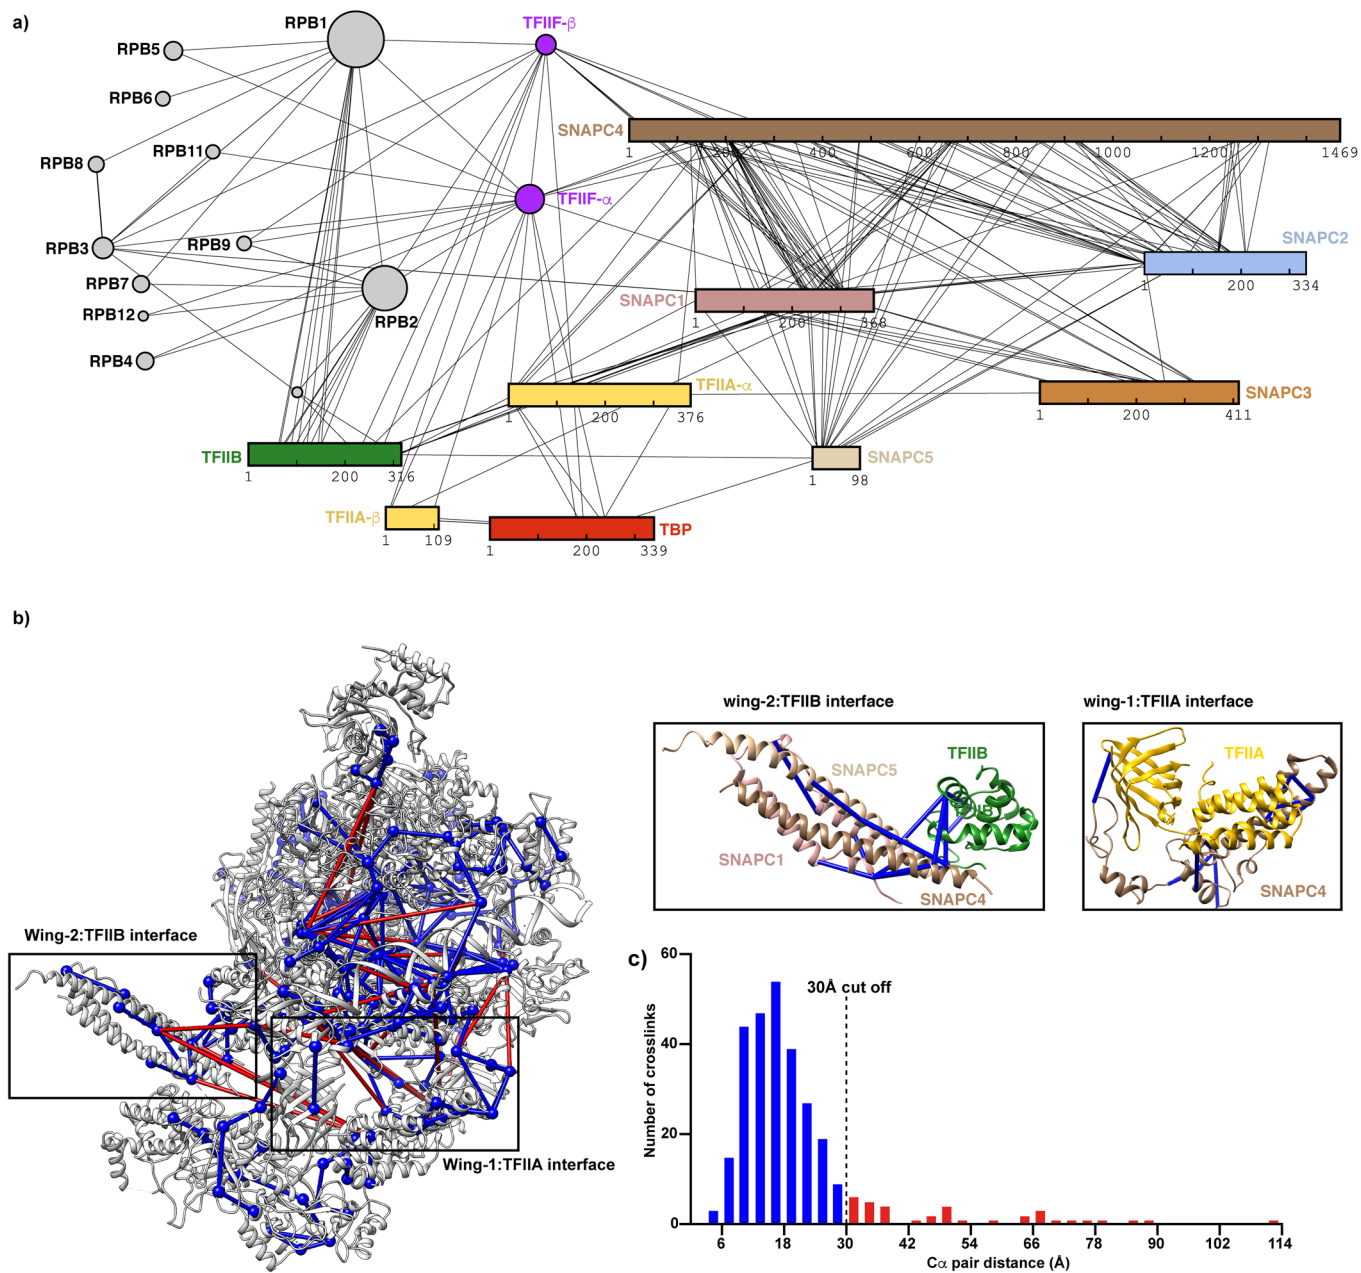 a)
RPB1
TFIIF-β
RPB5
RPB6
SNAPC4
1 200 400 600 800 1000 1200 1469
RPB11
RPB8
TFIIF-α
RPB3
RPB9
SNAPC2
RPB7
1 200 334
SNAPC1
1 200 368
RPB12
RPB2
RPB4
TFIIA-α
1 200 376
SNAPC3
1 200 411
TFIIB
1 200 316
SNAPC5
1 98
TFIIA-β
1 109
TBP
1 200 339
b)
wing-2:TFIIB interface
wing-1:TFIIA interface
SNAPC5
TFIIB
SNAPC1
SNAPC4
TFIIA
SNAPC4
Wing-2:TFIIB interface
Wing-1:TFIIA interface
c)
30Å cut off
Number of crosslinks
60
40
20
0
6 18 30 42 54 66 78 90 102 114
Cα pair distance (Å)